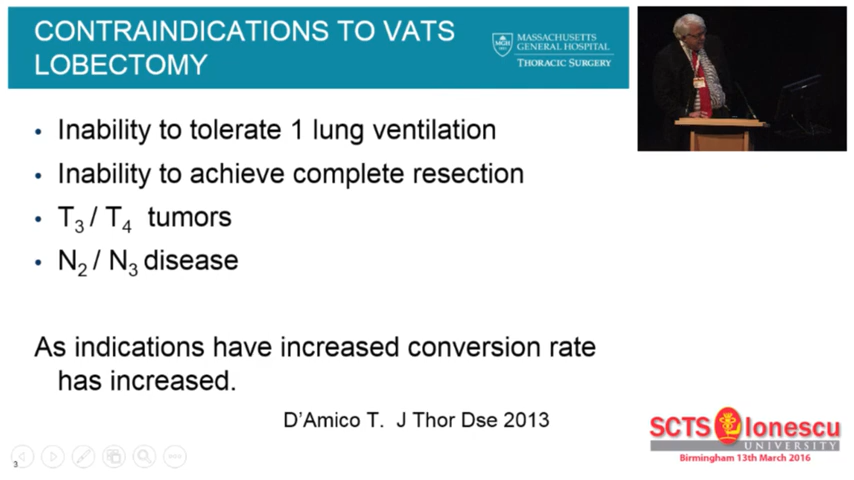 CONTRAINDICATIONS TO VATS
LOBECTOMY
MGH
MASSACHUSETTS
GENERAL HOSPITAL
THORACIC SURGERY
• Inability to tolerate 1 lung ventilation
• Inability to achieve complete resection
• T3 / T4 tumors
• N2 / N3 disease
As indications have increased conversion rate
has increased.
D'Amico T. J Thor Dse 2013
SCTS Ionescu
UNIVERSITY
Birmingham 13th March 2016
3